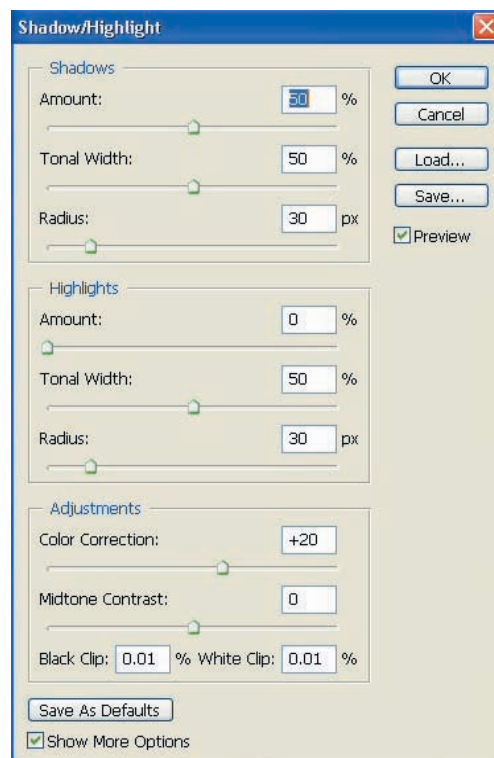 Shadow/Highlight
Shadows
Amount: 50 %
Tonal Width: 50 %
Radius: 30 px
Highlights
Amount: 0 %
Tonal Width: 50 %
Radius: 30 px
Adjustments
Color Correction: +20
Midtone Contrast: 0
Black Clip: 0.01 % White Clip: 0.01 %
Save As Defaults
Show More Options
OK
Cancel
Load...
Save...
Preview